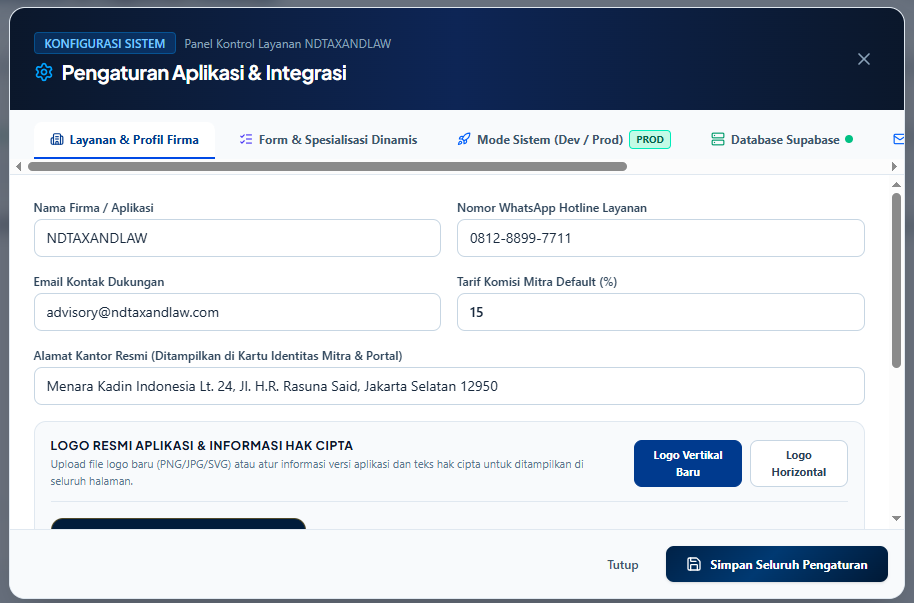 KONFIGURASI SISTEM Panel Kontrol Layanan NDTAXANDLAW
Pengaturan Aplikasi & Integrasi
Layanan & Profil Firma Form & Spesialisasi Dinamis Mode Sistem (Dev / Prod) PROD Database Supabase
Nama Firma / Aplikasi
NDTAXANDLAW
Nomor WhatsApp Hotline Layanan
0812-8899-7711
Email Kontak Dukungan
advisory@ndtaxandlaw.com
Tarif Komisi Mitra Default (%)
15
Alamat Kantor Resmi (Ditampilkan di Kartu Identitas Mitra & Portal)
Menara Kadin Indonesia Lt. 24, Jl. H.R. Rasuna Said, Jakarta Selatan 12950
LOGO RESMI APLIKASI & INFORMASI HAK CIPTA
Upload file logo baru (PNG/JPG/SVG) atau atur informasi versi aplikasi dan teks hak cipta untuk ditampilkan di
seluruh halaman.
Logo Vertikal
Baru
Logo
Horizontal
Tutup
Simpan Seluruh Pengaturan